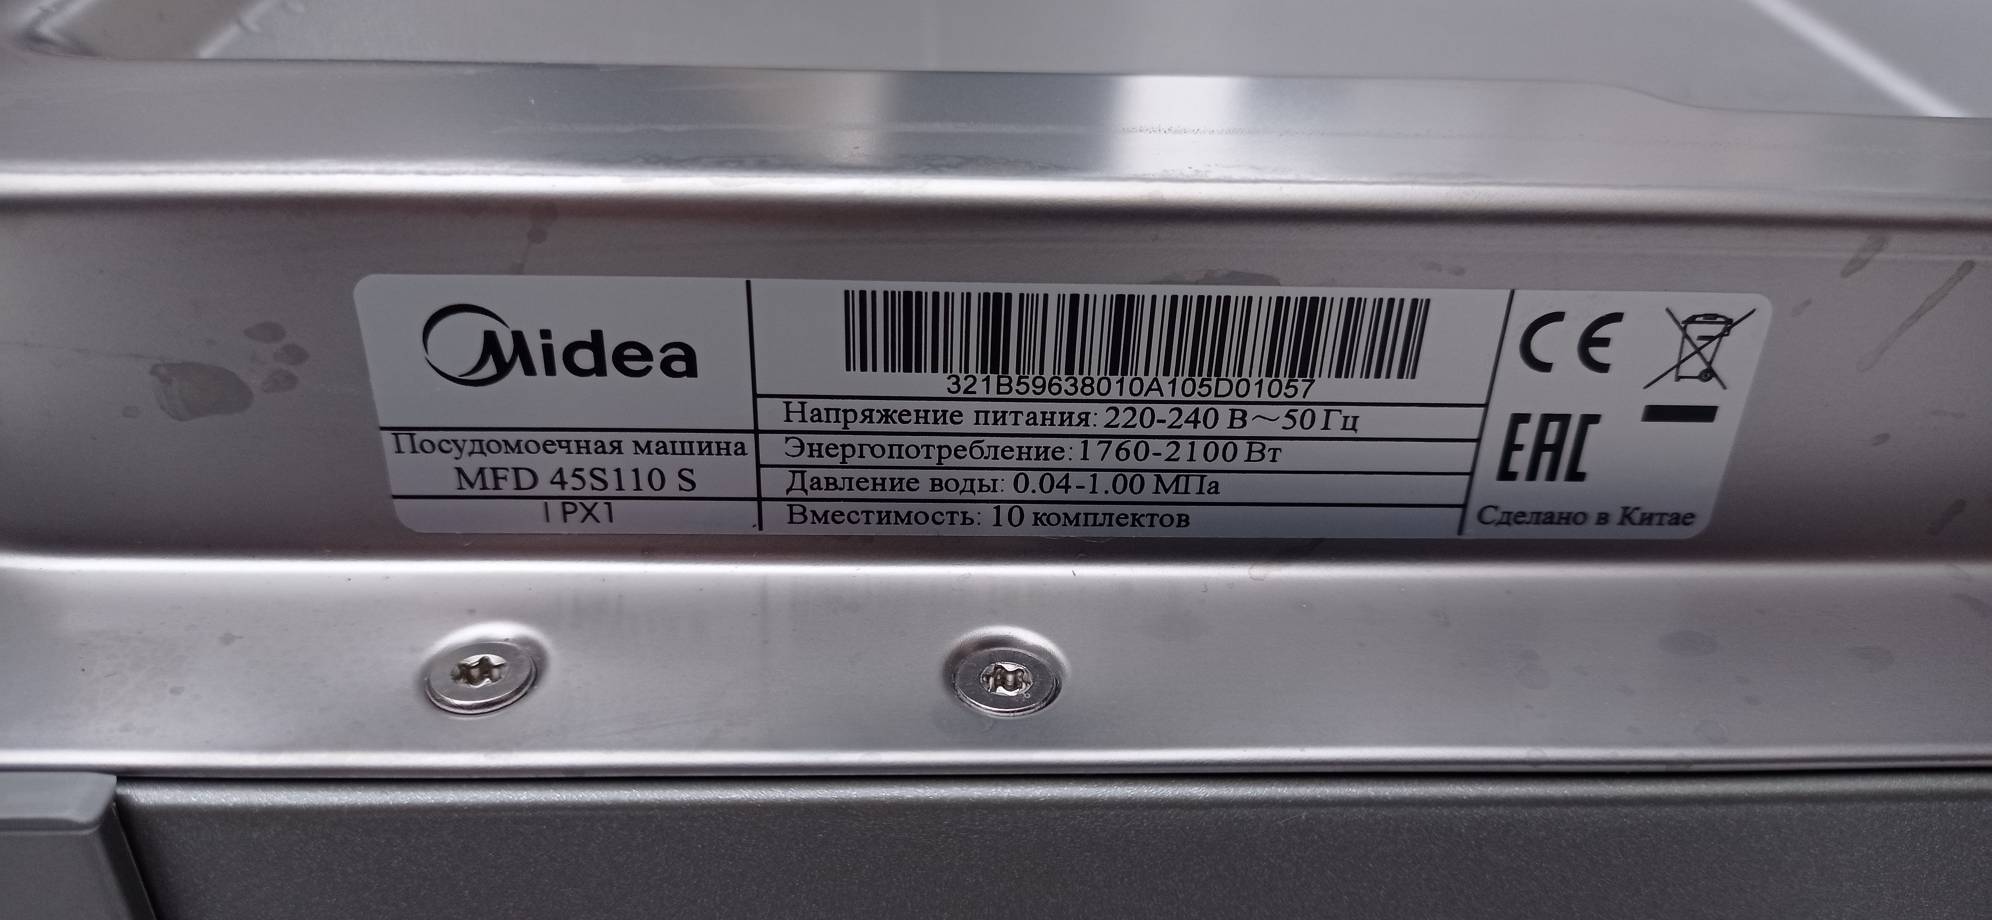 Midea
Посудомоечная машина
MFD 45S110 S
IPX1
321B59638010A105D01057
Напряжение питания: 220-240 В~50 Гц
Энергопотребление: 1760-2100 Вт
Давление воды: 0.04-1.00 МПа
Вместимость: 10 комплектов
CE
EAC
Сделано в Китае